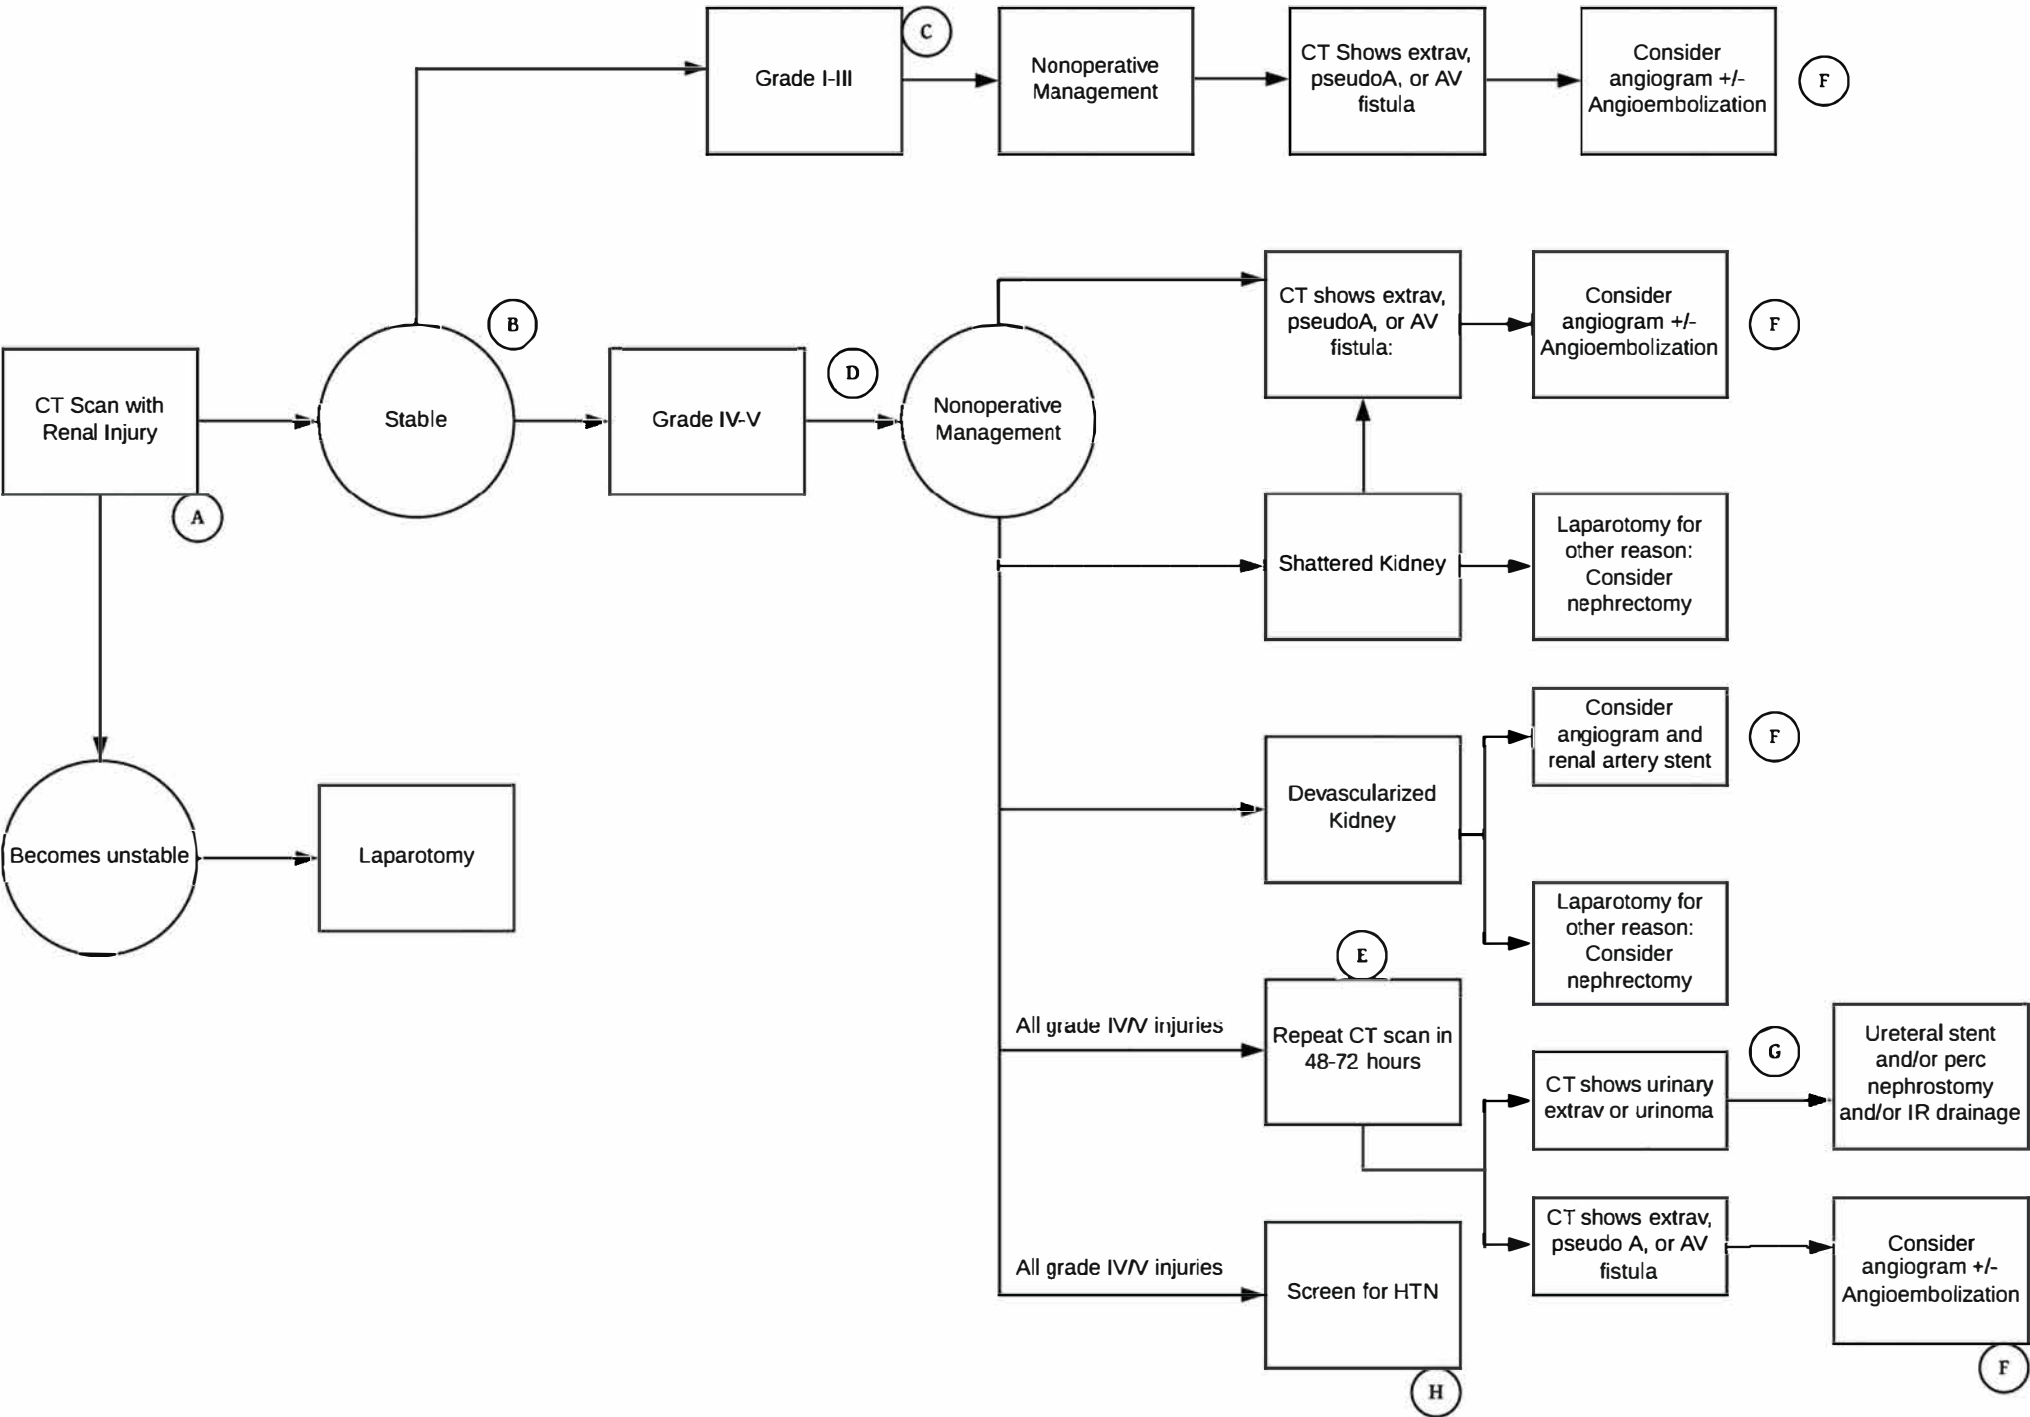 C
Grade I-III
Nonoperative
Management
CT Shows extrav,
pseudoA, or AV
fistula
Consider
angiogram +/-
Angioembolization
F
B
CT Scan with
Renal Injury
A
Stable
Grade IV-V
D
Nonoperative
Management
CT shows extrav,
pseudoA, or AV
fistula:
Consider
angiogram +/-
Angioembolization
F
Shattered Kidney
Laparotomy for
other reason:
Consider
nephrectomy
Becomes unstable
Laparotomy
Devascularized
Kidney
Consider
angiogram and
renal artery stent
F
Laparotomy for
other reason:
Consider
nephrectomy
E
All grade IV/V injuries
Repeat CT scan in
48-72 hours
CT shows urinary
extrav or urinoma
G
Ureteral stent
and/or perc
nephrostomy
and/or IR drainage
CT shows extrav,
pseudo A, or AV
fistula
Consider
angiogram +/-
Angioembolization
F
All grade IV/V injuries
Screen for HTN
H